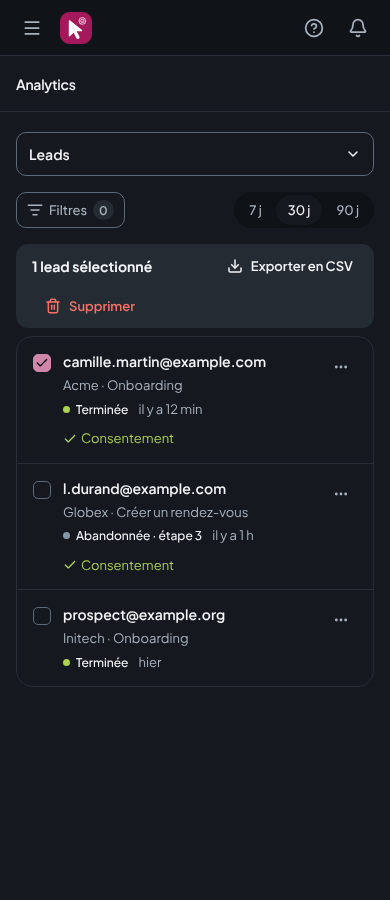 Analytics
Leads
Filtres 0
7 j 30 j 90 j
1 lead sélectionné Exporter en CSV
Supprimer
camille.martin@example.com
Acme · Onboarding
Terminée il y a 12 min
Consentement
l.durand@example.com
Globex · Créer un rendez-vous
Abandonnée · étape 3 il y a 1 h
Consentement
prospect@example.org
Initech · Onboarding
Terminée hier